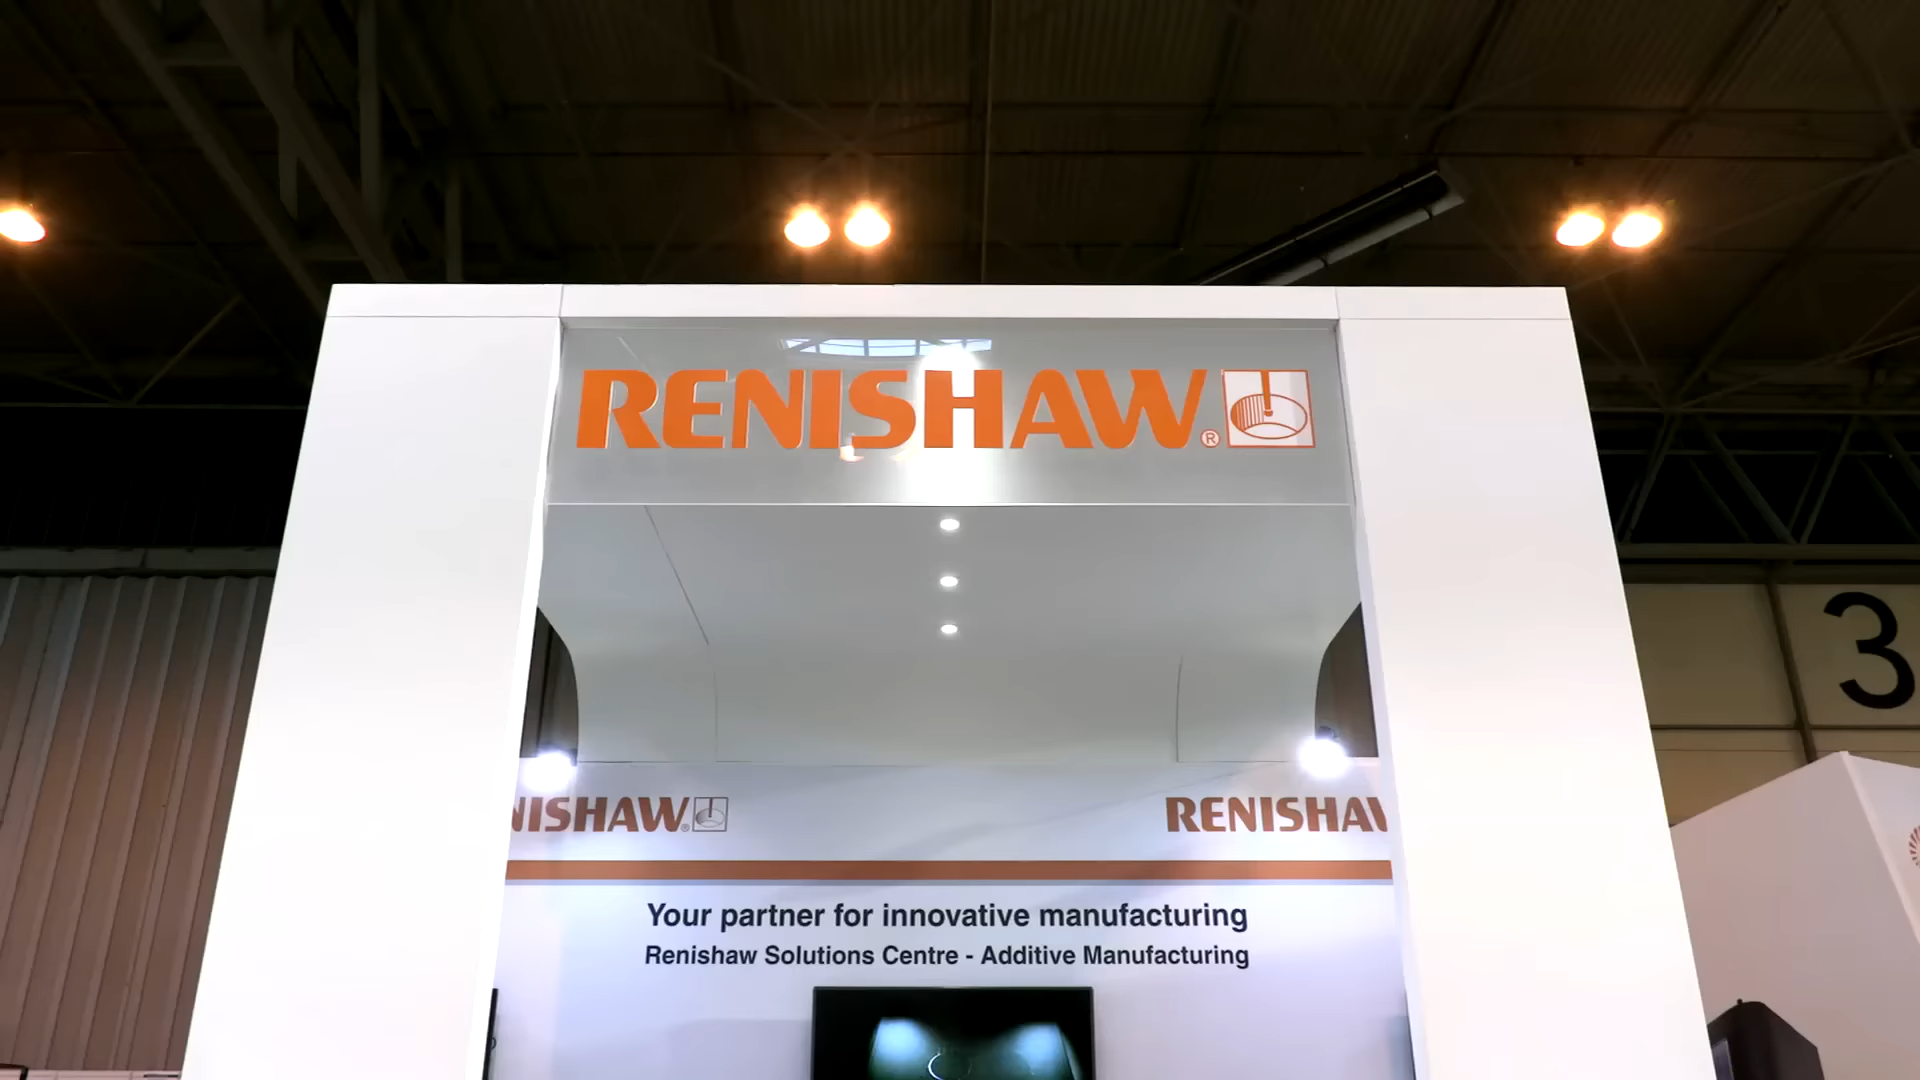 RENISHAW®
3
NISHAW®
RENISHAW
Your partner for innovative manufacturing
Renishaw Solutions Centre - Additive Manufacturing